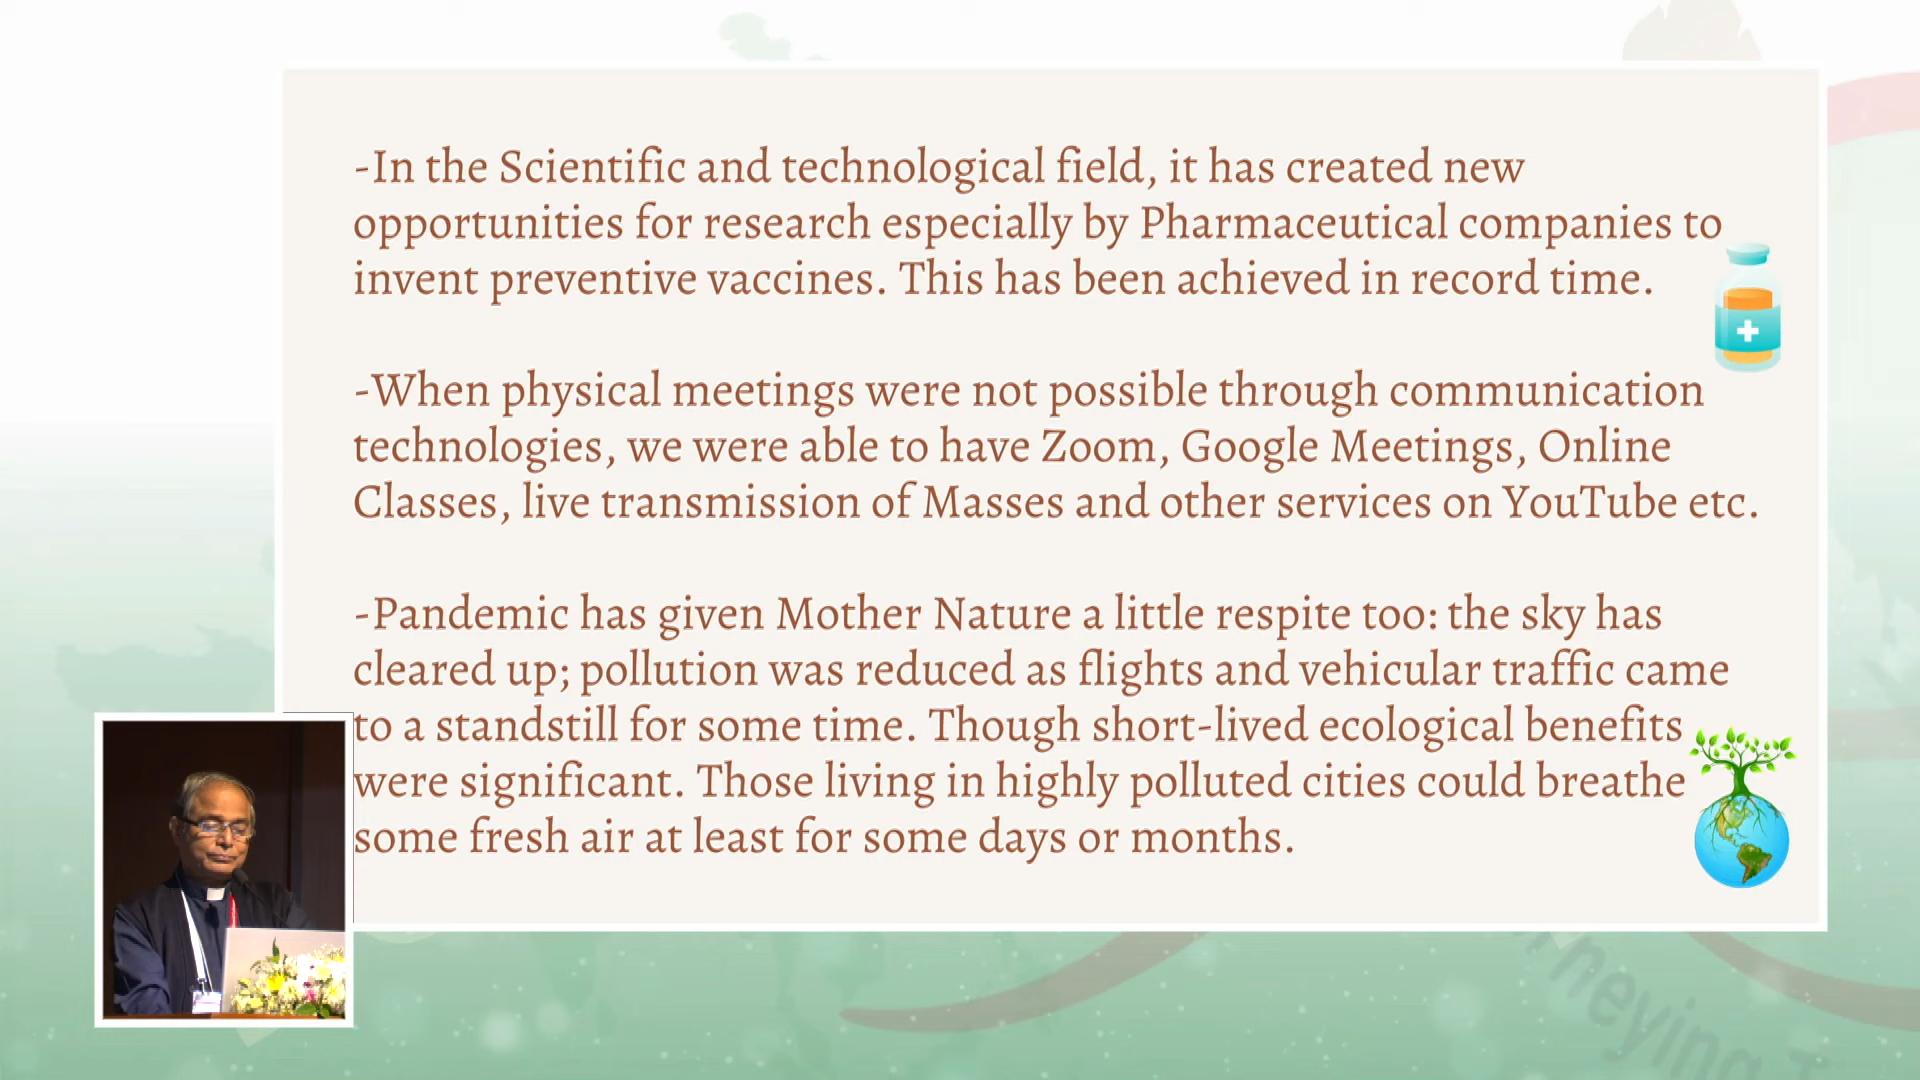 -In the Scientific and technological field, it has created new
opportunities for research especially by Pharmaceutical companies to
invent preventive vaccines. This has been achieved in record time.
-When physical meetings were not possible through communication
technologies, we were able to have Zoom, Google Meetings, Online
Classes, live transmission of Masses and other services on YouTube etc.
-Pandemic has given Mother Nature a little respite too: the sky has
cleared up; pollution was reduced as flights and vehicular traffic came
to a standstill for some time. Though short-lived ecological benefits
were significant. Those living in highly polluted cities could breathe
some fresh air at least for some days or months.